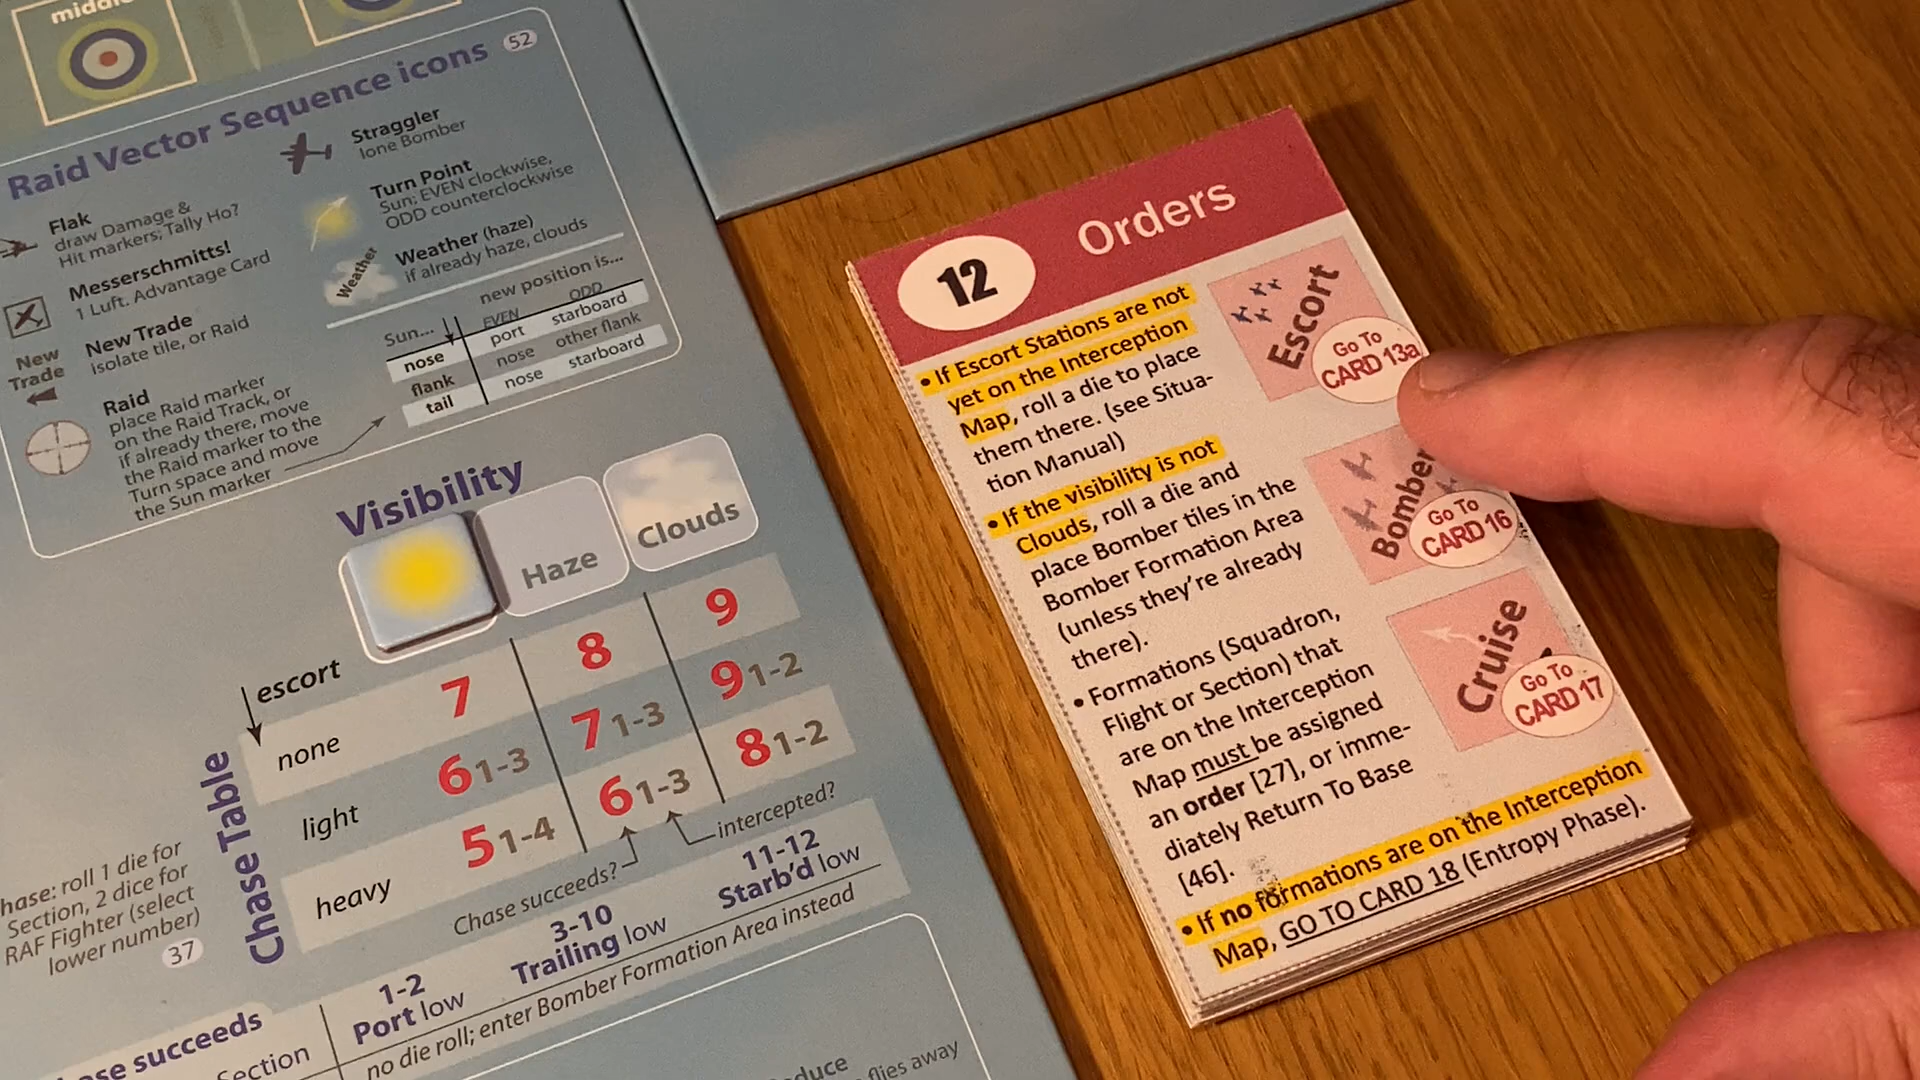 middle
Raid Vector Sequence icons 52
Flak
draw Damage &
Hit markers; Tally Ho?
Messerschmitts!
1 Luft. Advantage Card
New
Trade
New Trade
isolate tile, or Raid
Raid
place Raid marker
on the Raid Track, or
if already there, move
the Raid marker to the
Turn space and move
the Sun marker
Straggler
lone Bomber
Turn Point
Sun; EVEN clockwise,
ODD counterclockwise
Weather
Weather (haze)
if already haze, clouds
new position is...
Sun... EVEN ODD
nose port starboard
flank nose other flank
tail nose starboard
Visibility
Haze
Clouds
Chase Table
escort
none 7 8 9
light 6 1-3 7 1-3 9 1-2
heavy 5 1-4 6 1-3 8 1-2
Chase succeeds?
intercepted?
hase: roll 1 die for
Section, 2 dice for
RAF Fighter (select
lower number)
37
1-2 3-10 11-12
Port low Trailing low Starb'd low
ase succeeds
Section
no die roll; enter Bomber Formation Area instead
duce
flies away
12 Orders
• If Escort Stations are not
yet on the Interception
Map, roll a die to place
them there. (see Situa-
tion Manual)
• If the visibility is not
Clouds, roll a die and
place Bomber tiles in the
Bomber Formation Area
(unless they're already
there).
• Formations (Squadron,
Flight or Section) that
are on the Interception
Map must be assigned
an order [27], or imme-
diately Return To Base
[46].
• If no formations are on the Interception
Map, GO TO CARD 18 (Entropy Phase).
Escort
Go To
CARD 13a
Bomber
Go To
CARD 16
Cruise
Go To
CARD 17